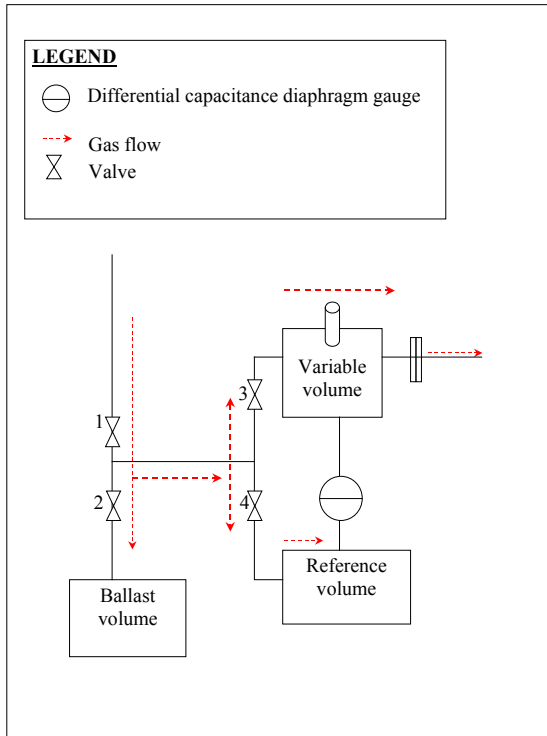 LEGEND
Differential capacitance diaphragm gauge
Gas flow
Valve
Variable
volume
3
1
2
4
Reference
volume
Ballast
volume